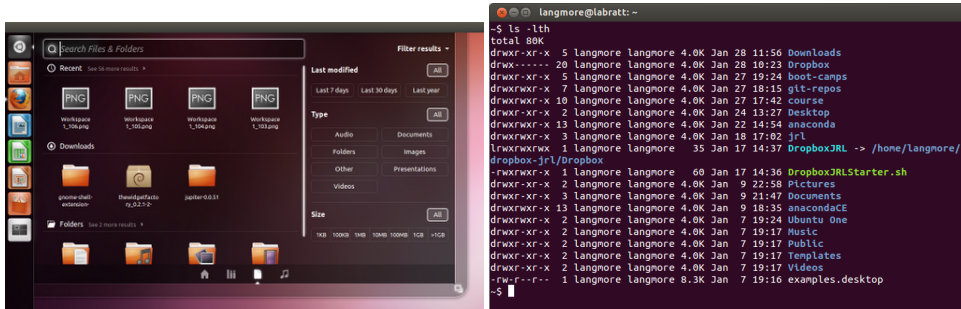 Search Files & Folders
Filter results
Recent See 56 more results
PNG PNG PNG PNG
Workspace 1_106.png
Workspace 1_105.png
Workspace 1_104.png
Workspace 1_103.png
Downloads
gnome-shell-extension-
thewidgetfactory_0.2.1-2-
jupiter-0.0.51
Folders See 2 more results
Last modified All
Last 7 days Last 30 days Last year
Type All
Audio Documents
Folders Images
Other Presentations
Videos
Size All
1KB 100KB 1MB 10MB 100MB 1GB >1GB
langmore@labratt: ~
~$ ls -lth
total 80K
drwxr-xr-x 5 langmore langmore 4.0K Jan 28 11:56 Downloads
drwx------ 20 langmore langmore 4.0K Jan 28 10:23 Dropbox
drwxr-xr-x 5 langmore langmore 4.0K Jan 27 19:24 boot-camps
drwxrwxr-x 7 langmore langmore 4.0K Jan 27 18:15 git-repos
drwxrwxr-x 10 langmore langmore 4.0K Jan 27 17:42 course
drwxr-xr-x 2 langmore langmore 4.0K Jan 24 13:27 Desktop
drwxrwxr-x 13 langmore langmore 4.0K Jan 22 14:54 anaconda
drwxrwxr-x 3 langmore langmore 4.0K Jan 18 17:02 jrl
lrwxrwxrwx 1 langmore langmore 35 Jan 17 14:37 DropboxJRL -> /home/langmore/
dropbox-jrl/Dropbox
-rwxrwxr-x 1 langmore langmore 60 Jan 17 14:36 DropboxJRLStarter.sh
drwxr-xr-x 2 langmore langmore 4.0K Jan 9 22:58 Pictures
drwxr-xr-x 3 langmore langmore 4.0K Jan 9 21:47 Documents
drwxrwxr-x 13 langmore langmore 4.0K Jan 9 18:35 anacondaCE
drwxrwxr-x 2 langmore langmore 4.0K Jan 7 19:24 Ubuntu One
drwxr-xr-x 2 langmore langmore 4.0K Jan 7 19:17 Music
drwxr-xr-x 2 langmore langmore 4.0K Jan 7 19:17 Public
drwxr-xr-x 2 langmore langmore 4.0K Jan 7 19:17 Templates
drwxr-xr-x 2 langmore langmore 4.0K Jan 7 19:17 Videos
-rw-r--r-- 1 langmore langmore 8.3K Jan 7 19:16 examples.desktop
~$